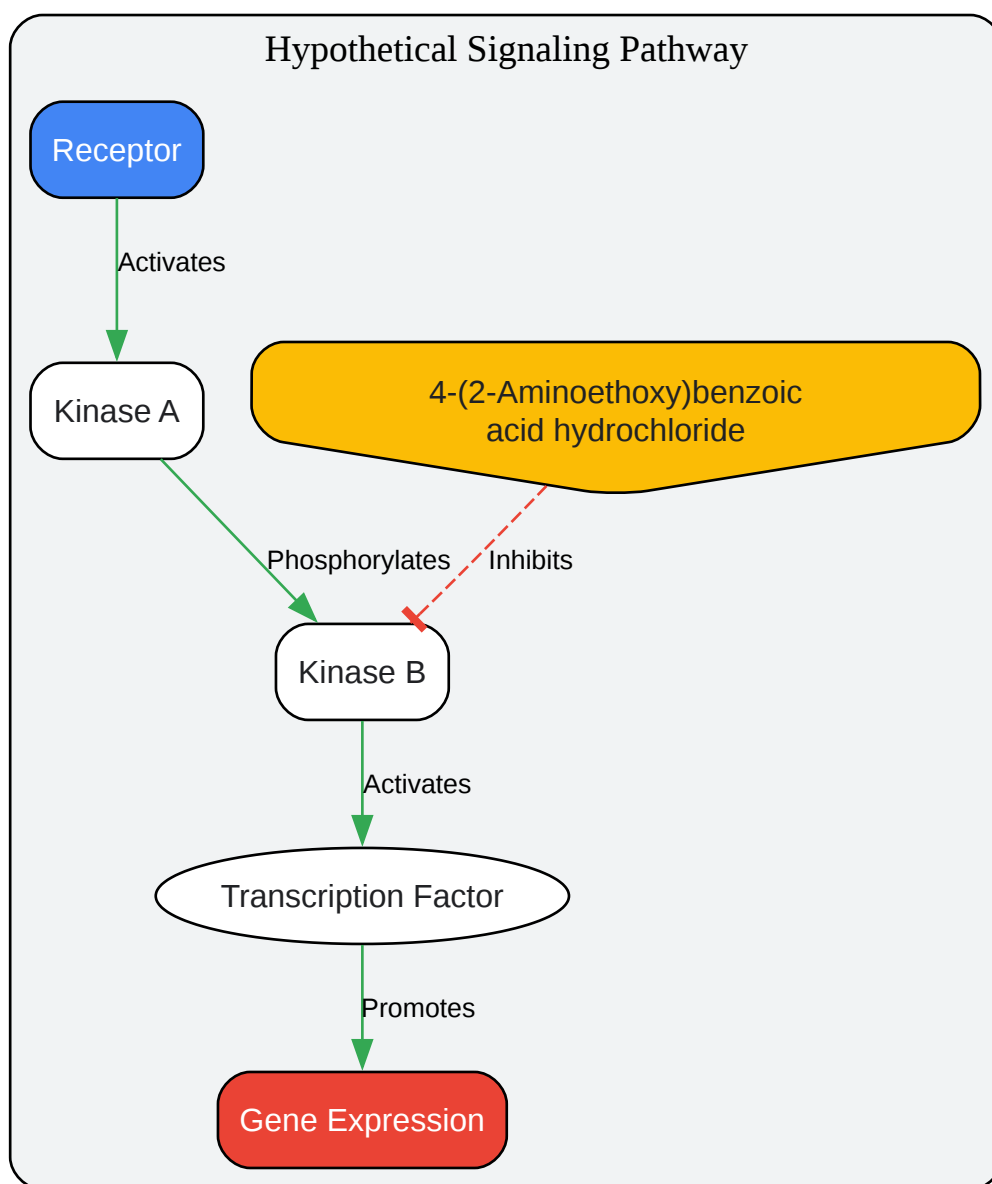 Hypothetical Signaling Pathway
Receptor
Activates
Kinase A
4-(2-Aminoethoxy)benzoic
acid hydrochloride
Phosphorylates
Inhibits
Kinase B
Activates
Transcription Factor
Promotes
Gene Expression